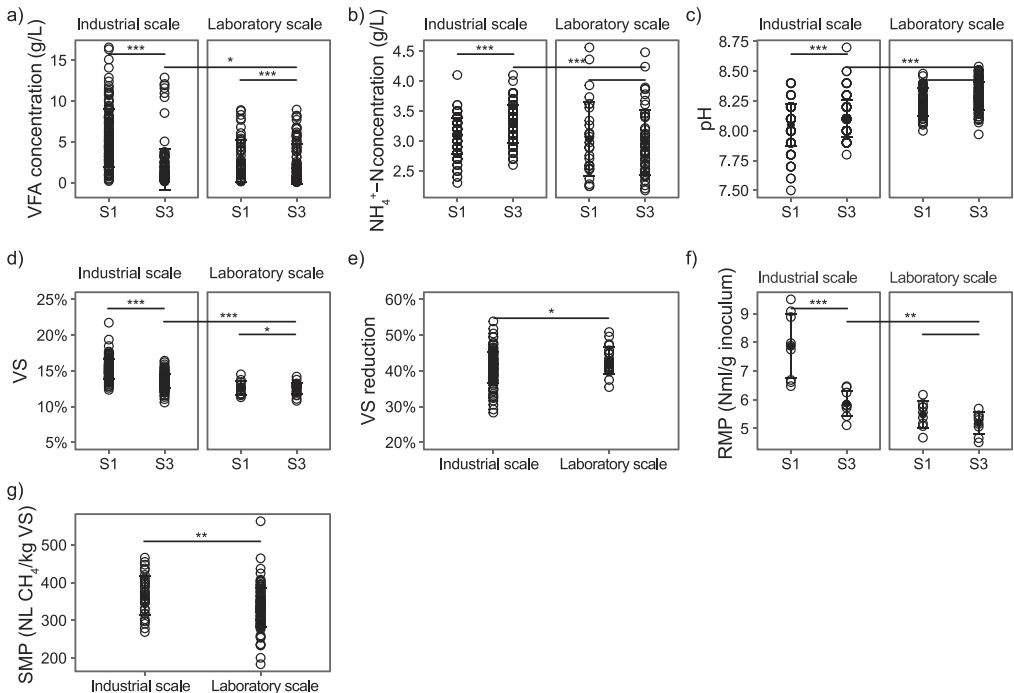 a)
Industrial scale Laboratory scale
VFA concentration (g/L)
15
10
5
0
***
*
***
S1 S3 S1 S3
b)
Industrial scale Laboratory scale
NH₄⁺−Nconcentration (g/L)
4.5
4.0
3.5
3.0
2.5
***
***
S1 S3 S1 S3
c)
Industrial scale Laboratory scale
pH
8.75
8.50
8.25
8.00
7.75
7.50
***
***
S1 S3 S1 S3
d)
Industrial scale Laboratory scale
VS
25%
20%
15%
10%
5%
***
***
*
S1 S3 S1 S3
e)
VS reduction
60%
50%
40%
30%
20%
*
Industrial scale Laboratory scale
f)
Industrial scale Laboratory scale
RMP (Nml/g inoculum)
9
8
7
6
5
***
**
S1 S3 S1 S3
g)
SMP (NL CH₄/kg VS)
500
400
300
200
**
Industrial scale Laboratory scale